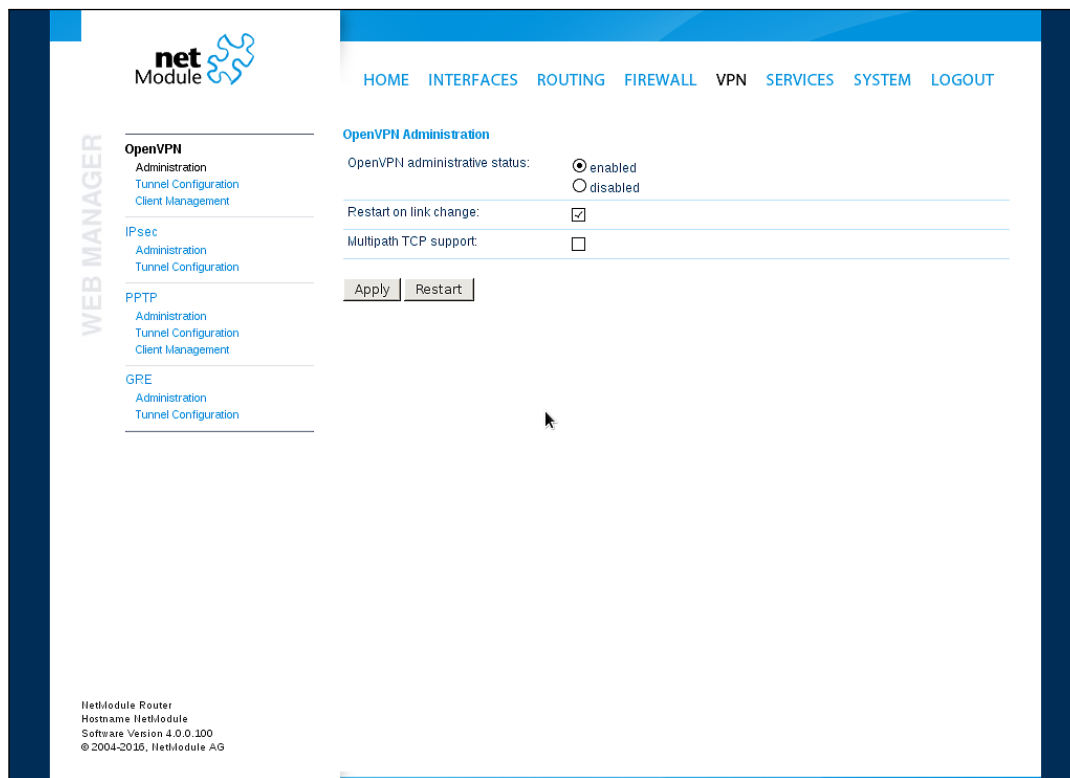 net
Module
HOME INTERFACES ROUTING FIREWALL VPN SERVICES SYSTEM LOGOUT
WEB MANAGER
OpenVPN
Administration
Tunnel Configuration
Client Management
IPsec
Administration
Tunnel Configuration
PPTP
Administration
Tunnel Configuration
Client Management
GRE
Administration
Tunnel Configuration
OpenVPN Administration
OpenVPN administrative status:
enabled
disabled
Restart on link change:
Multipath TCP support:
Apply Restart
NetModule Router
Hostname NetModule
Software Version 4.0.0.100
© 2004-2016, NetModule AG